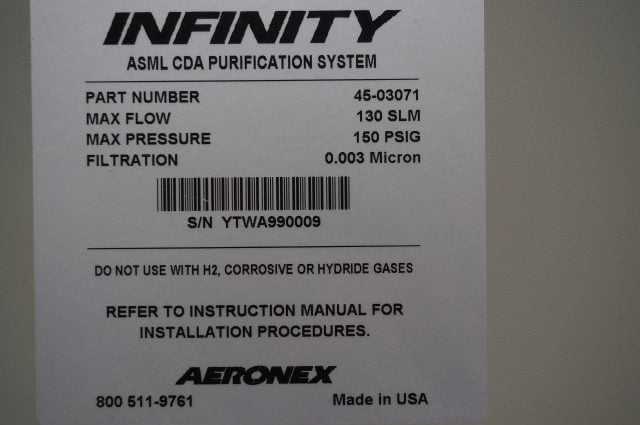 INFINITY
ASML CDA PURIFICATION SYSTEM
PART NUMBER 45-03071
MAX FLOW 130 SLM
MAX PRESSURE 150 PSIG
FILTRATION 0.003 Micron
S/N YTWA990009
DO NOT USE WITH H2, CORROSIVE OR HYDRIDE GASES
REFER TO INSTRUCTION MANUAL FOR
INSTALLATION PROCEDURES.
AERONEX
800 511-9761 Made in USA